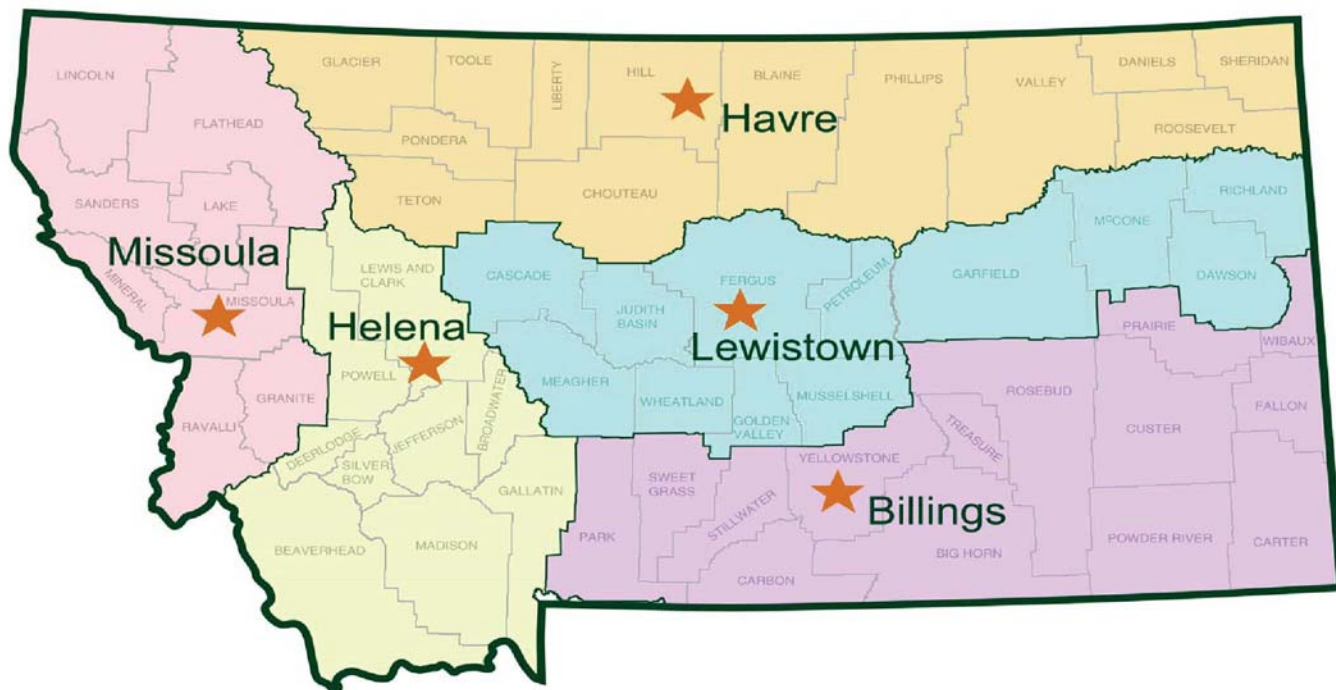 LINCOLN
FLATHEAD
SANDERS
LAKE
Missoula
MINERAL
MISSOULA
RAVALLI
GRANITE
GLACIER
TOOLE
LIBERTY
HILL
BLAINE
PHILLIPS
VALLEY
DANIELS
SHERIDAN
Havre
PONDERA
ROOSEVELT
TETON
CHOUTEAU
LEWIS AND
CLARK
Helena
POWELL
BROADWATER
DEERLODGE
JEFFERSON
SILVER
BOW
GALLATIN
BEAVERHEAD
MADISON
CASCADE
JUDITH
BASIN
FERGUS
PETROLEUM
GARFIELD
McCONE
RICHLAND
DAWSON
Lewistown
MEAGHER
WHEATLAND
GOLDEN
VALLEY
MUSSELSHELL
PRAIRIE
WIBAUX
ROSEBUD
TREASURE
CUSTER
FALLON
YELLOWSTONE
SWEET
GRASS
STILLWATER
PARK
Billings
CARBON
BIG HORN
POWDER RIVER
CARTER